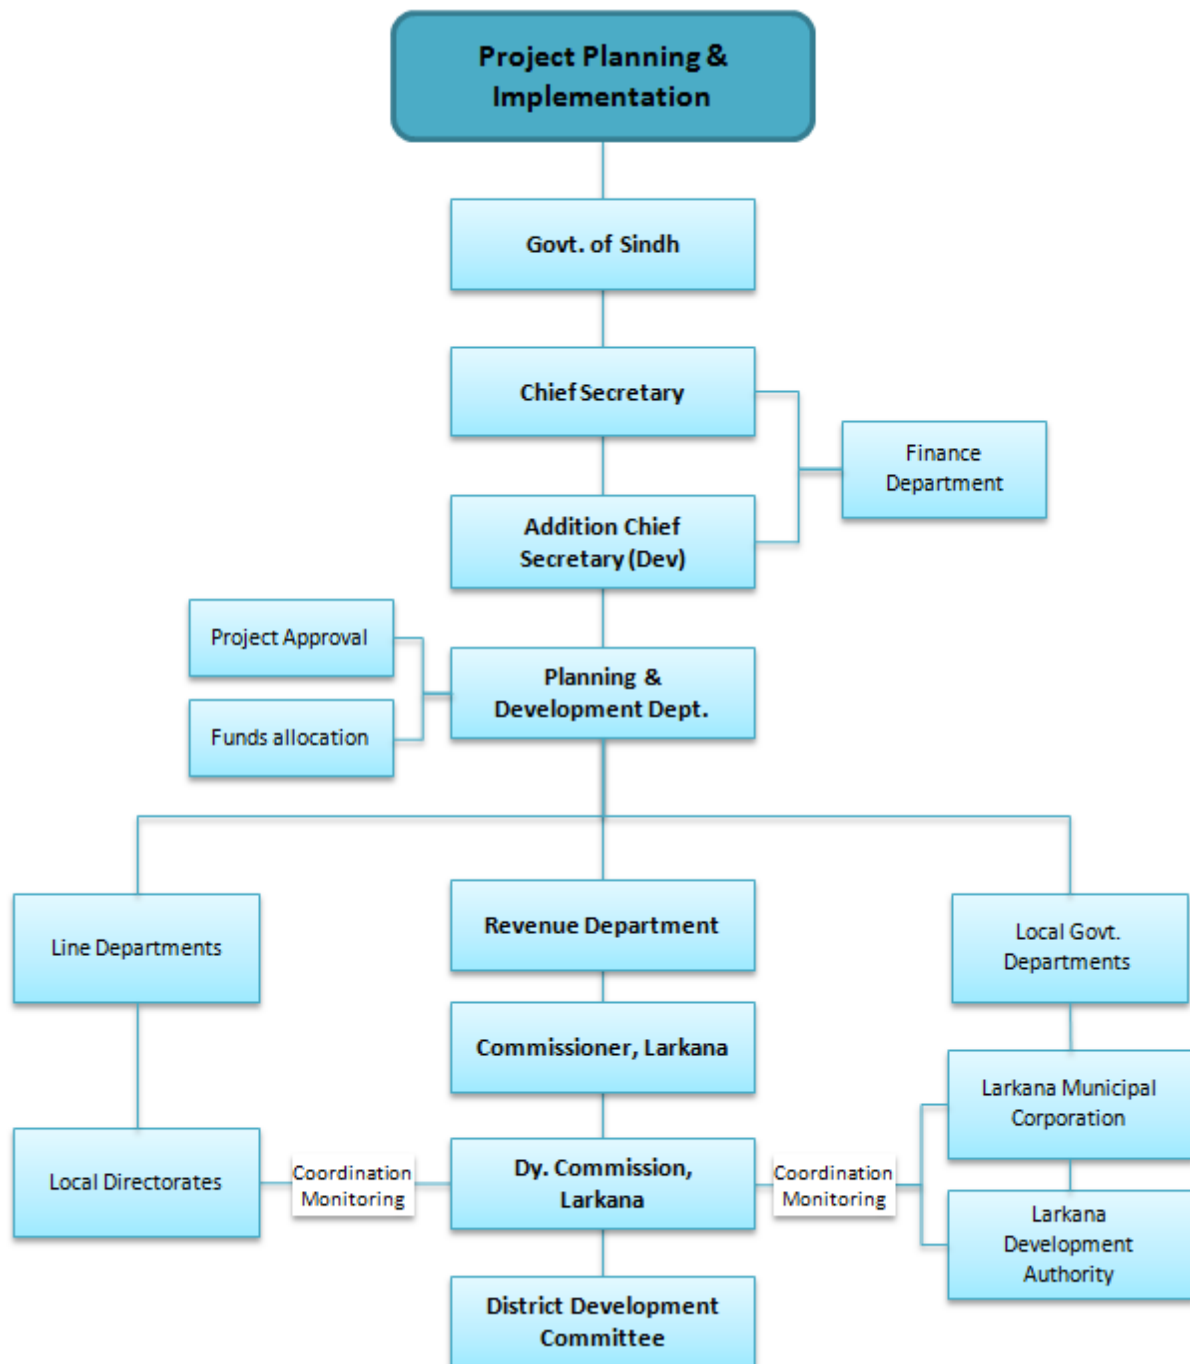 Project Planning &
Implementation
Govt. of Sindh
Chief Secretary
Finance
Department
Addition Chief
Secretary (Dev)
Project Approval
Planning &
Development Dept.
Funds allocation
Line Departments
Revenue Department
Local Govt.
Departments
Commissioner, Larkana
Larkana Municipal
Corporation
Local Directorates
Coordination
Monitoring
Dy. Commission,
Larkana
Coordination
Monitoring
Larkana
Development
Authority
District Development
Committee